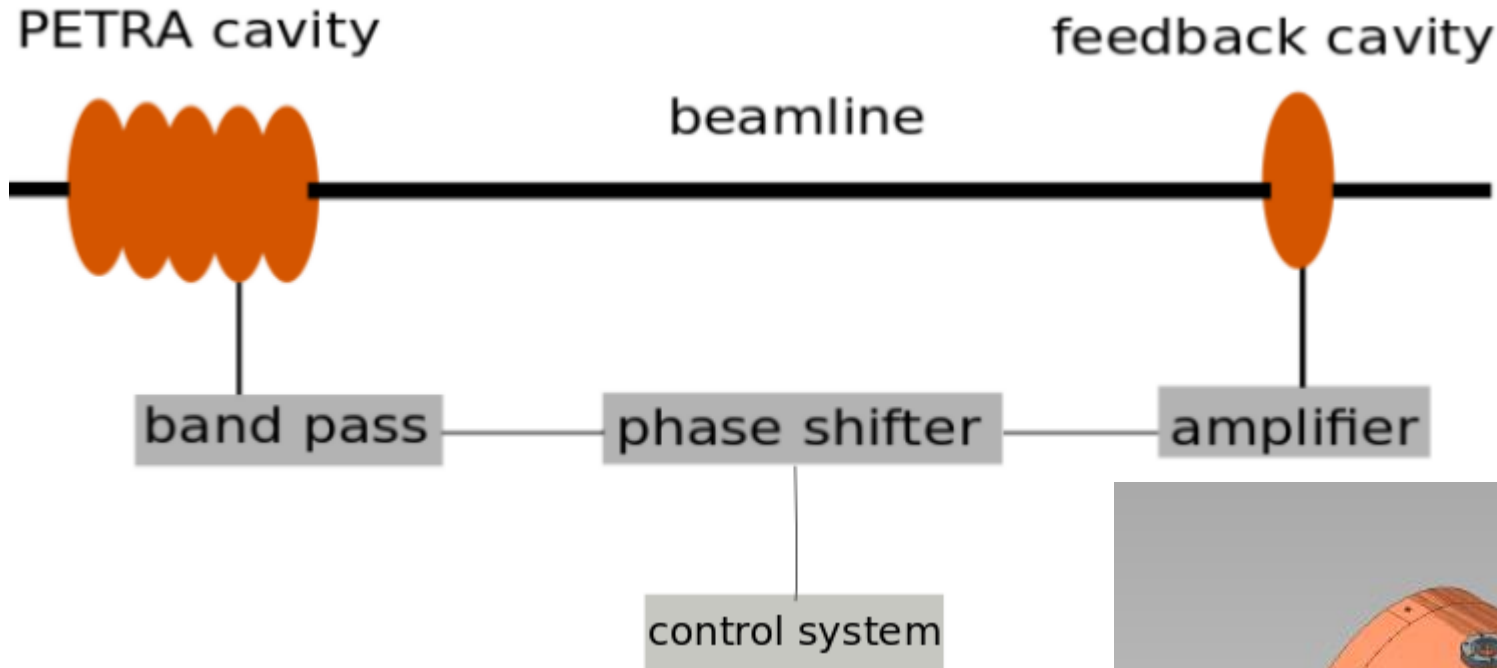 PETRA cavity
feedback cavity
beamline
band pass
phase shifter
amplifier
control system